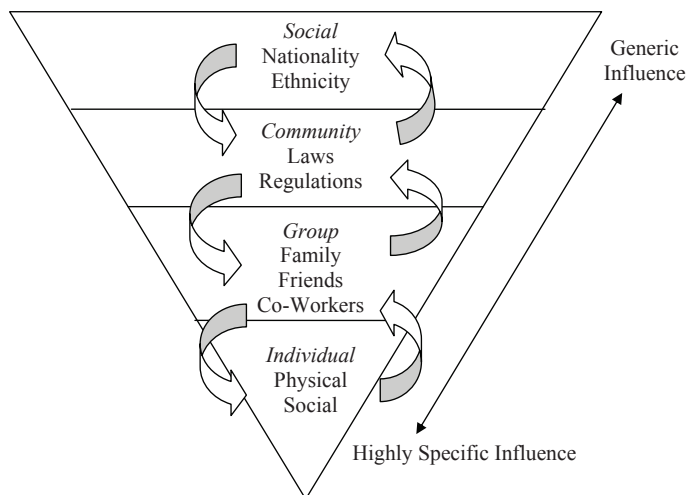 Social
Nationality
Ethnicity
Generic
Influence
Community
Laws
Regulations
Group
Family
Friends
Co-Workers
Individual
Physical
Social
Highly Specific Influence